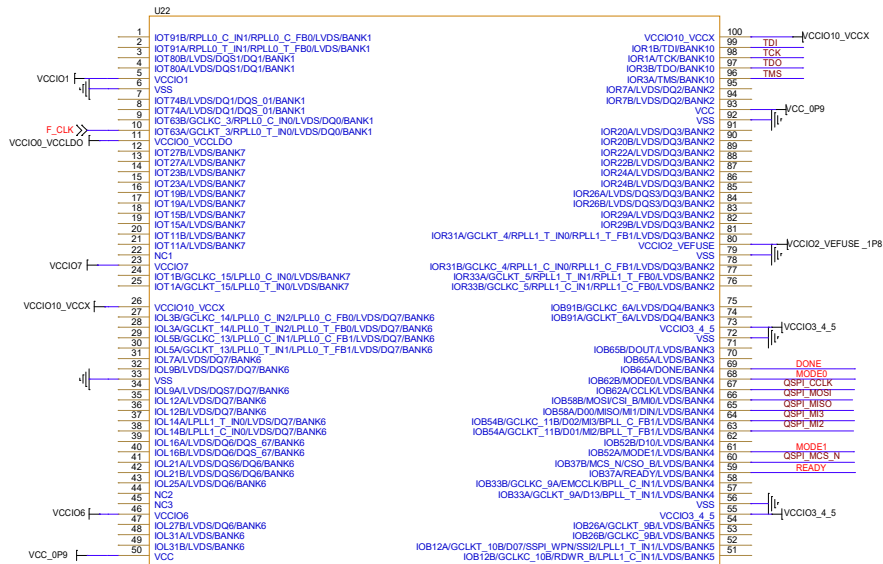 U22
1 IOT91B/RPLL0_C_IN1/RPLL0_C_FB0/LVDS/BANK1
2 IOT91A/RPLL0_T_IN1/RPLL0_T_FB0/LVDS/BANK1
3 IOT80B/LVDS/DQS1/DQ1/BANK1
4 IOT80A/LVDS/DQS1/DQ1/BANK1
VCCIO1 5 VCCIO1
6 VSS
7 IOT74B/LVDS/DQ1/DQS_01/BANK1
8 IOT74A/LVDS/DQ1/DQS_01/BANK1
9 IOT63B/GCLKC_3/RPLL0_C_IN0/LVDS/DQ0/BANK1
F_CLK 10 IOT63A/GCLKT_3/RPLL0_T_IN0/LVDS/DQ0/BANK1
VCCIO0_VCCLDO 11 VCCIO0_VCCLDO
12 IOT27B/LVDS/BANK7
13 IOT27A/LVDS/BANK7
14 IOT23B/LVDS/BANK7
15 IOT23A/LVDS/BANK7
16 IOT19B/LVDS/BANK7
17 IOT19A/LVDS/BANK7
18 IOT15B/LVDS/BANK7
19 IOT15A/LVDS/BANK7
20 IOT11B/LVDS/BANK7
21 IOT11A/LVDS/BANK7
22 NC1
VCCIO7 23 VCCIO7
24 IOT1B/GCLKC_15/LPLL0_C_IN0/LVDS/BANK7
25 IOT1A/GCLKT_15/LPLL0_T_IN0/LVDS/BANK7
VCCIO10_VCCX 26 VCCIO10_VCCX
27 IOL3B/GCLKC_14/LPLL0_C_IN2/LPLL0_C_FB0/LVDS/DQ7/BANK6
28 IOL3A/GCLKT_14/LPLL0_T_IN2/LPLL0_T_FB0/LVDS/DQ7/BANK6
29 IOL5B/GCLKC_13/LPLL0_C_IN1/LPLL0_C_FB1/LVDS/DQ7/BANK6
30 IOL5A/GCLKT_13/LPLL0_T_IN1/LPLL0_T_FB1/LVDS/DQ7/BANK6
31 IOL7A/LVDS/DQ7/BANK6
32 IOL9B/LVDS/DQS7/DQ7/BANK6
33 VSS
34 IOL9A/LVDS/DQS7/DQ7/BANK6
35 IOL12A/LVDS/DQ7/BANK6
36 IOL12B/LVDS/DQ7/BANK6
37 IOL14A/LPLL1_T_IN0/LVDS/DQ7/BANK6
38 IOL14B/LPLL1_C_IN0/LVDS/DQ7/BANK6
39 IOL16A/LVDS/DQ6/DQS_67/BANK6
40 IOL16B/LVDS/DQ6/DQS_67/BANK6
41 IOL21A/LVDS/DQS6/DQ6/BANK6
42 IOL21B/LVDS/DQS6/DQ6/BANK6
43 IOL25A/LVDS/BANK6
44 NC2
45 NC3
VCCIO6 46 VCCIO6
47 IOL27B/LVDS/DQ6/BANK6
48 IOL31A/LVDS/BANK6
49 IOL31B/LVDS/BANK6
VCC_0P9 50 VCC
VCCIO10_VCCX 100 VCCIO10_VCCX
IOR1B/TDI/BANK10 99 TDI
IOR1A/TCK/BANK10 98 TCK
IOR3B/TDO/BANK10 97 TDO
IOR3A/TMS/BANK10 96 TMS
IOR7A/LVDS/DQ2/BANK2 95
IOR7B/LVDS/DQ2/BANK2 94
VCC 93 VCC_0P9
VSS 92
IOR20A/LVDS/DQ3/BANK2 91
IOR20B/LVDS/DQ3/BANK2 90
IOR22A/LVDS/DQ3/BANK2 89
IOR22B/LVDS/DQ3/BANK2 88
IOR24A/LVDS/DQ3/BANK2 87
IOR24B/LVDS/DQ3/BANK2 86
IOR26A/LVDS/DQS3/DQ3/BANK2 85
IOR26B/LVDS/DQS3/DQ3/BANK2 84
IOR29A/LVDS/DQ3/BANK2 83
IOR29B/LVDS/DQ3/BANK2 82
IOR31A/GCLKT_4/RPLL1_T_IN0/RPLL1_T_FB1/LVDS/DQ3/BANK2 81
VCCIO2_VEFUSE 80 VCCIO2_VEFUSE _1P8
VSS 79
IOR31B/GCLKC_4/RPLL1_C_IN0/RPLL1_C_FB1/LVDS/DQ3/BANK2 78
IOR33A/GCLKT_5/RPLL1_T_IN1/RPLL1_T_FB0/LVDS/BANK2 77
IOR33B/GCLKC_5/RPLL1_C_IN1/RPLL1_C_FB0/LVDS/BANK2 76
IOB91B/GCLKC_6A/LVDS/DQ4/BANK3 75
IOB91A/GCLKT_6A/LVDS/DQ4/BANK3 74
VCCIO3_4_5 73 VCCIO3_4_5
VSS 72
IOB65B/DOUT/LVDS/BANK3 71
IOB65A/LVDS/BANK3 70
IOB64A/DONE/BANK4 69 DONE
IOB62B/MODE0/LVDS/BANK4 68 MODE0
IOB62A/CCLK/LVDS/BANK4 67 QSPI_CCLK
IOB58B/MOSI/CSI_B/MI0/LVDS/BANK4 66 QSPI_MOSI
IOB58A/D00/MISO/MI1/DIN/LVDS/BANK4 65 QSPI_MISO
IOB54B/GCLKC_11B/D02/MI3/BPLL_C_FB1/LVDS/BANK4 64 QSPI_MI3
IOB54A/GCLKT_11B/D01/MI2/BPLL_T_FB1/LVDS/BANK4 63 QSPI_MI2
IOB52B/D10/LVDS/BANK4 62
IOB52A/MODE1/LVDS/BANK4 61 MODE1
IOB37B/MCS_N/CSO_B/LVDS/BANK4 60 QSPI_MCS_N
IOB37A/READY/LVDS/BANK4 59 READY
IOB33B/GCLKC_9A/EMCCLK/BPLL_C_IN1/LVDS/BANK4 58
IOB33A/GCLKT_9A/D13/BPLL_T_IN1/LVDS/BANK4 57
VSS 56
VCCIO3_4_5 55 VCCIO3_4_5
IOB26A/GCLKT_9B/LVDS/BANK5 54
IOB26B/GCLKC_9B/LVDS/BANK5 53
IOB12A/GCLKT_10B/D07/SSPI_WPN/SSI2/LPLL1_T_IN1/LVDS/BANK5 52
IOB12B/GCLKC_10B/RDWR_B/LPLL1_C_IN1/LVDS/BANK5 51